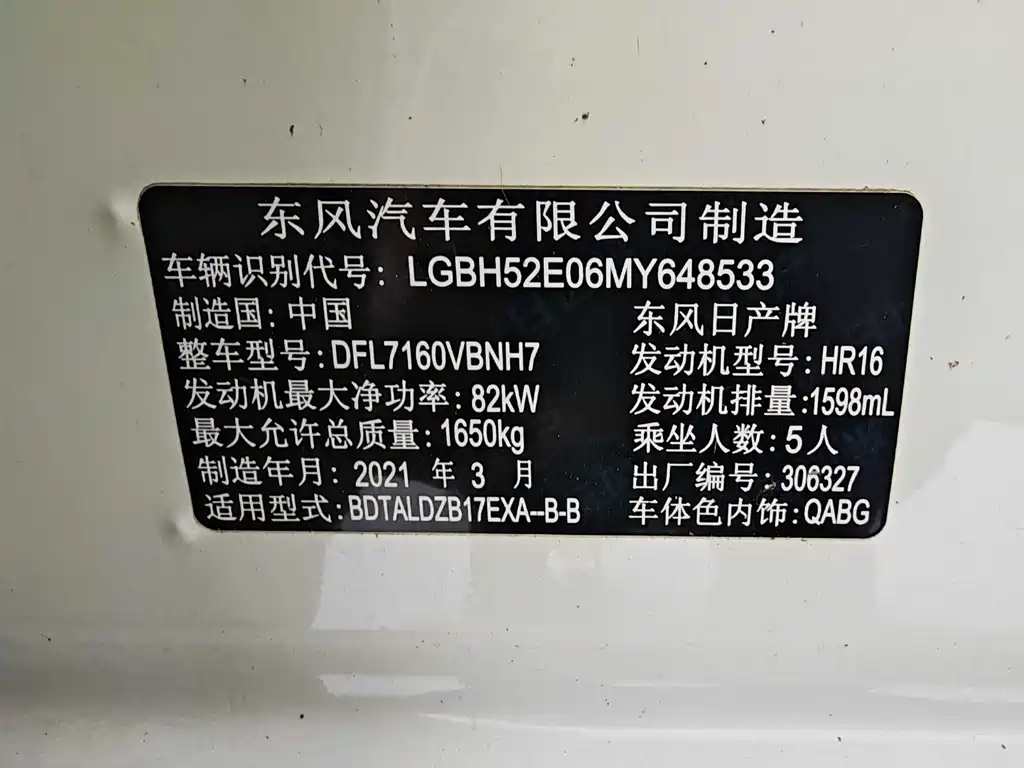 东风汽车有限公司制造
车辆识别代号: LGBH52E06MY648533
制造国: 中国 东风日产牌
整车型号: DFL7160VBNH7 发动机型号: HR16
发动机最大净功率: 82kW 发动机排量:1598mL
最大允许总质量: 1650kg 乘坐人数: 5人
制造年月: 2021 年 3 月 出厂编号: 306327
适用型式: BDTALDZB17EXA--B-B 车体色内饰: QABG